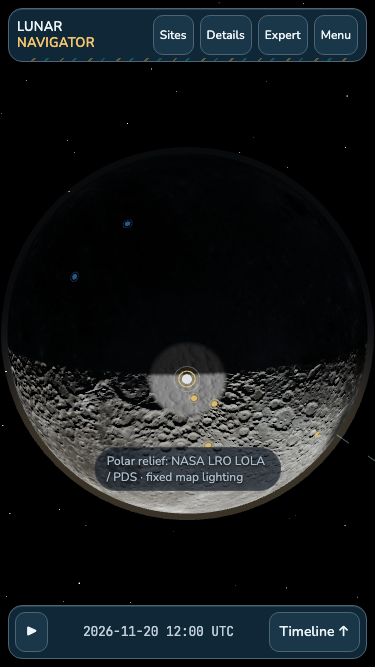 LUNAR
NAVIGATOR
Sites
Details
Expert
Menu
Polar relief: NASA LRO LOLA
/ PDS · fixed map lighting
2026-11-20 12:00 UTC
Timeline ↑